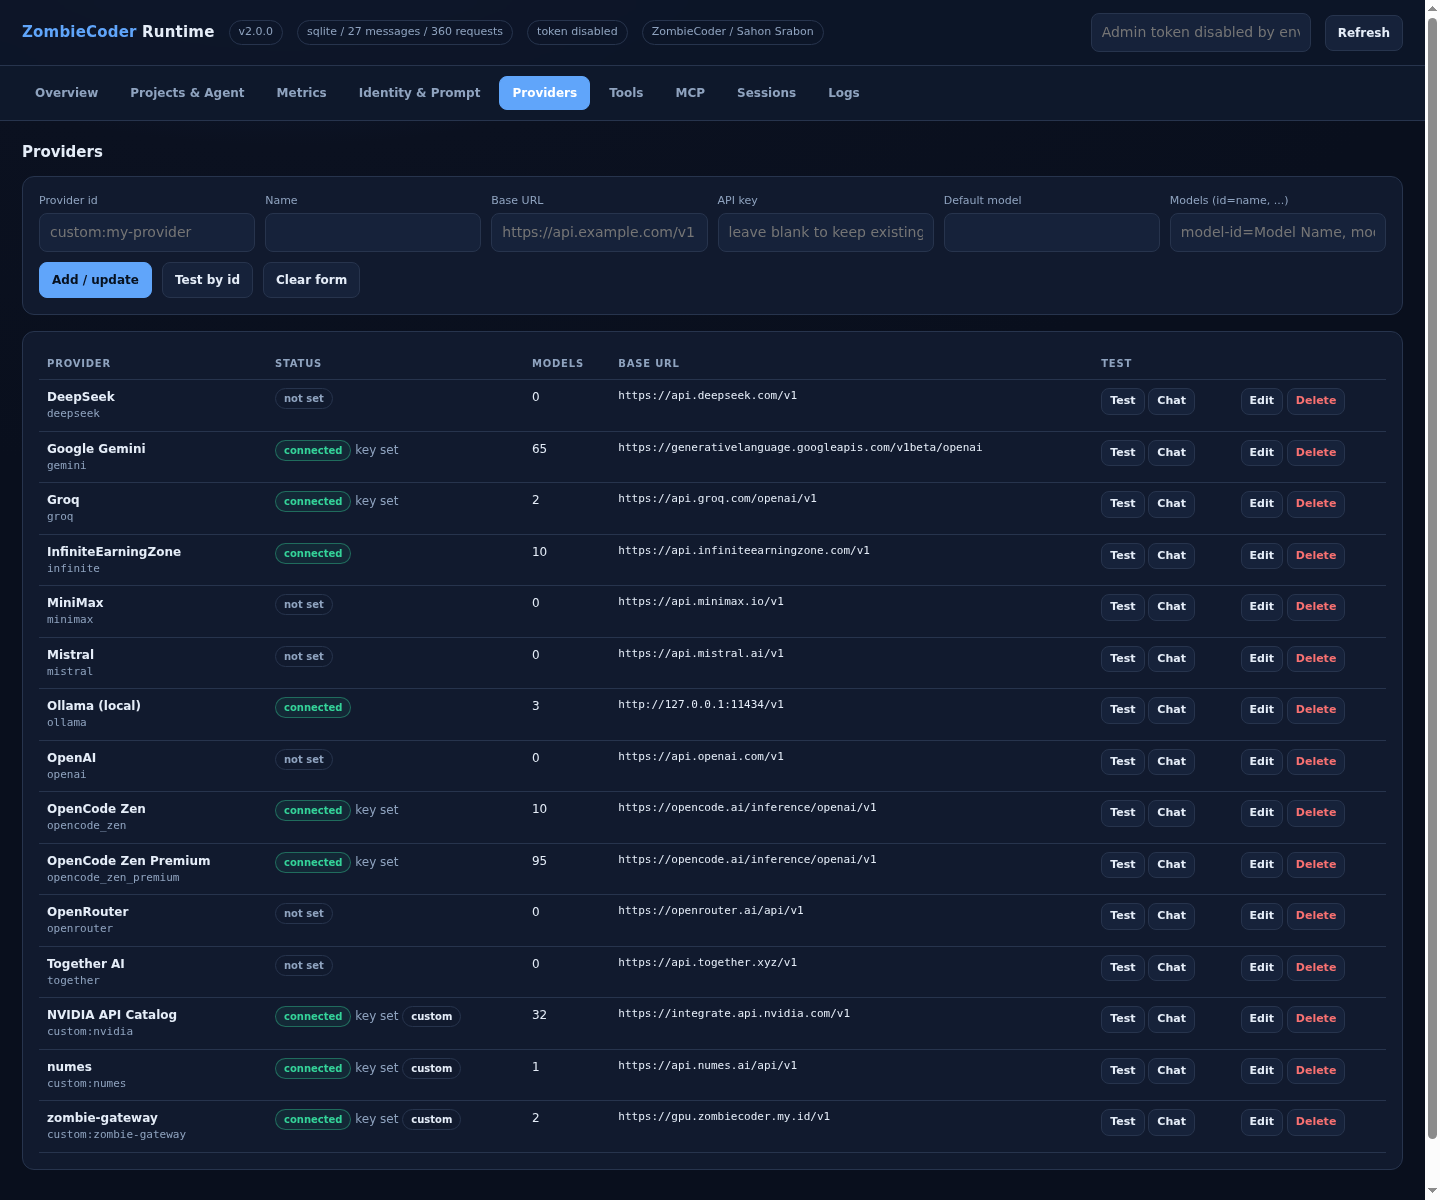 ZombieCoder Runtime v2.0.0 sqlite / 27 messages / 360 requests token disabled ZombieCoder / Sahon Srabon Admin token disabled by env Refresh
Overview Projects & Agent Metrics Identity & Prompt Providers Tools MCP Sessions Logs
Providers
Provider id Name Base URL API key Default model Models (id=name, ...)
custom:my-provider https://api.example.com/v1 leave blank to keep existing model-id=Model Name, mo
Add / update Test by id Clear form
PROVIDER STATUS MODELS BASE URL TEST
DeepSeek not set 0 https://api.deepseek.com/v1 Test Chat Edit Delete
deepseek
Google Gemini connected key set 65 https://generativelanguage.googleapis.com/v1beta/openai Test Chat Edit Delete
gemini
Groq connected key set 2 https://api.groq.com/openai/v1 Test Chat Edit Delete
groq
InfiniteEarningZone connected 10 https://api.infiniteearningzone.com/v1 Test Chat Edit Delete
infinite
MiniMax not set 0 https://api.minimax.io/v1 Test Chat Edit Delete
minimax
Mistral not set 0 https://api.mistral.ai/v1 Test Chat Edit Delete
mistral
Ollama (local) connected 3 http://127.0.0.1:11434/v1 Test Chat Edit Delete
ollama
OpenAI not set 0 https://api.openai.com/v1 Test Chat Edit Delete
openai
OpenCode Zen connected key set 10 https://opencode.ai/inference/openai/v1 Test Chat Edit Delete
opencode_zen
OpenCode Zen Premium connected key set 95 https://opencode.ai/inference/openai/v1 Test Chat Edit Delete
opencode_zen_premium
OpenRouter not set 0 https://openrouter.ai/api/v1 Test Chat Edit Delete
openrouter
Together AI not set 0 https://api.together.xyz/v1 Test Chat Edit Delete
together
NVIDIA API Catalog connected key set custom 32 https://integrate.api.nvidia.com/v1 Test Chat Edit Delete
custom:nvidia
numes connected key set custom 1 https://api.numes.ai/api/v1 Test Chat Edit Delete
custom:numes
zombie-gateway connected key set custom 2 https://gpu.zombiecoder.my.id/v1 Test Chat Edit Delete
custom:zombie-gateway